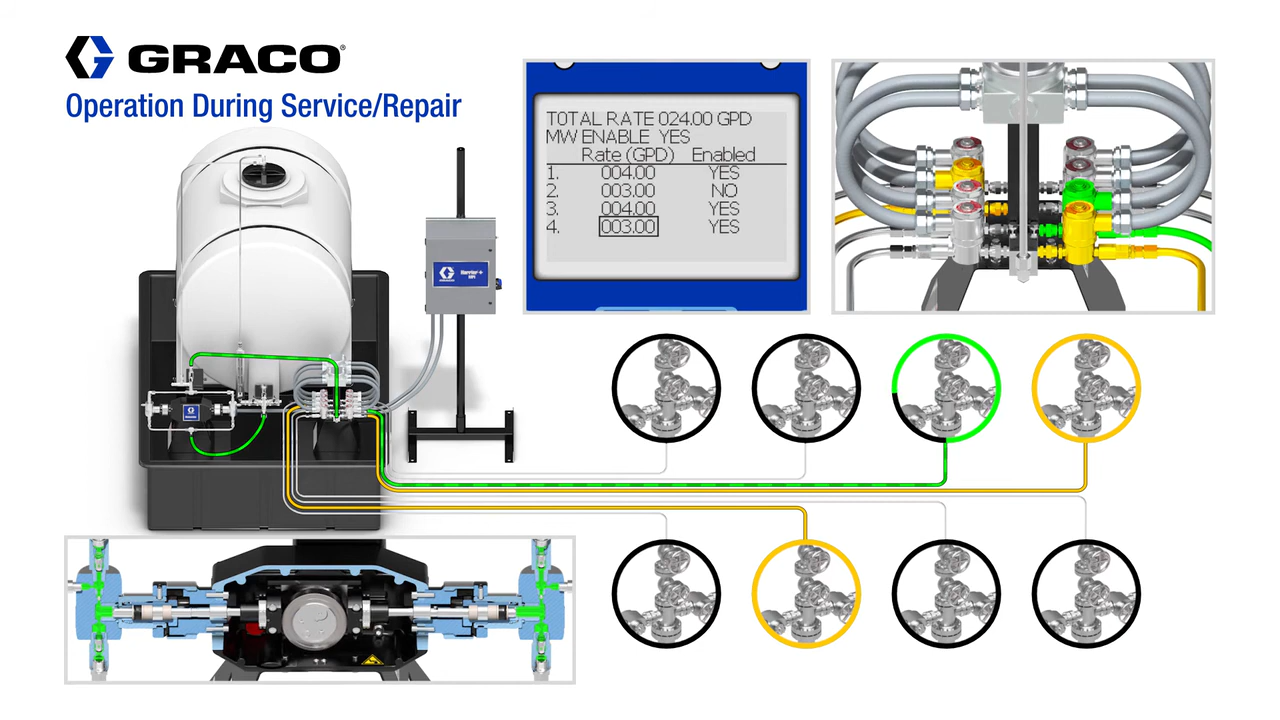 GRACO®
Operation During Service/Repair
TOTAL RATE 024.00 GPD
MW ENABLE YES
Rate (GPD) Enabled
1. 004.00 YES
2. 003.00 NO
3. 004.00 YES
4. 003.00 YES